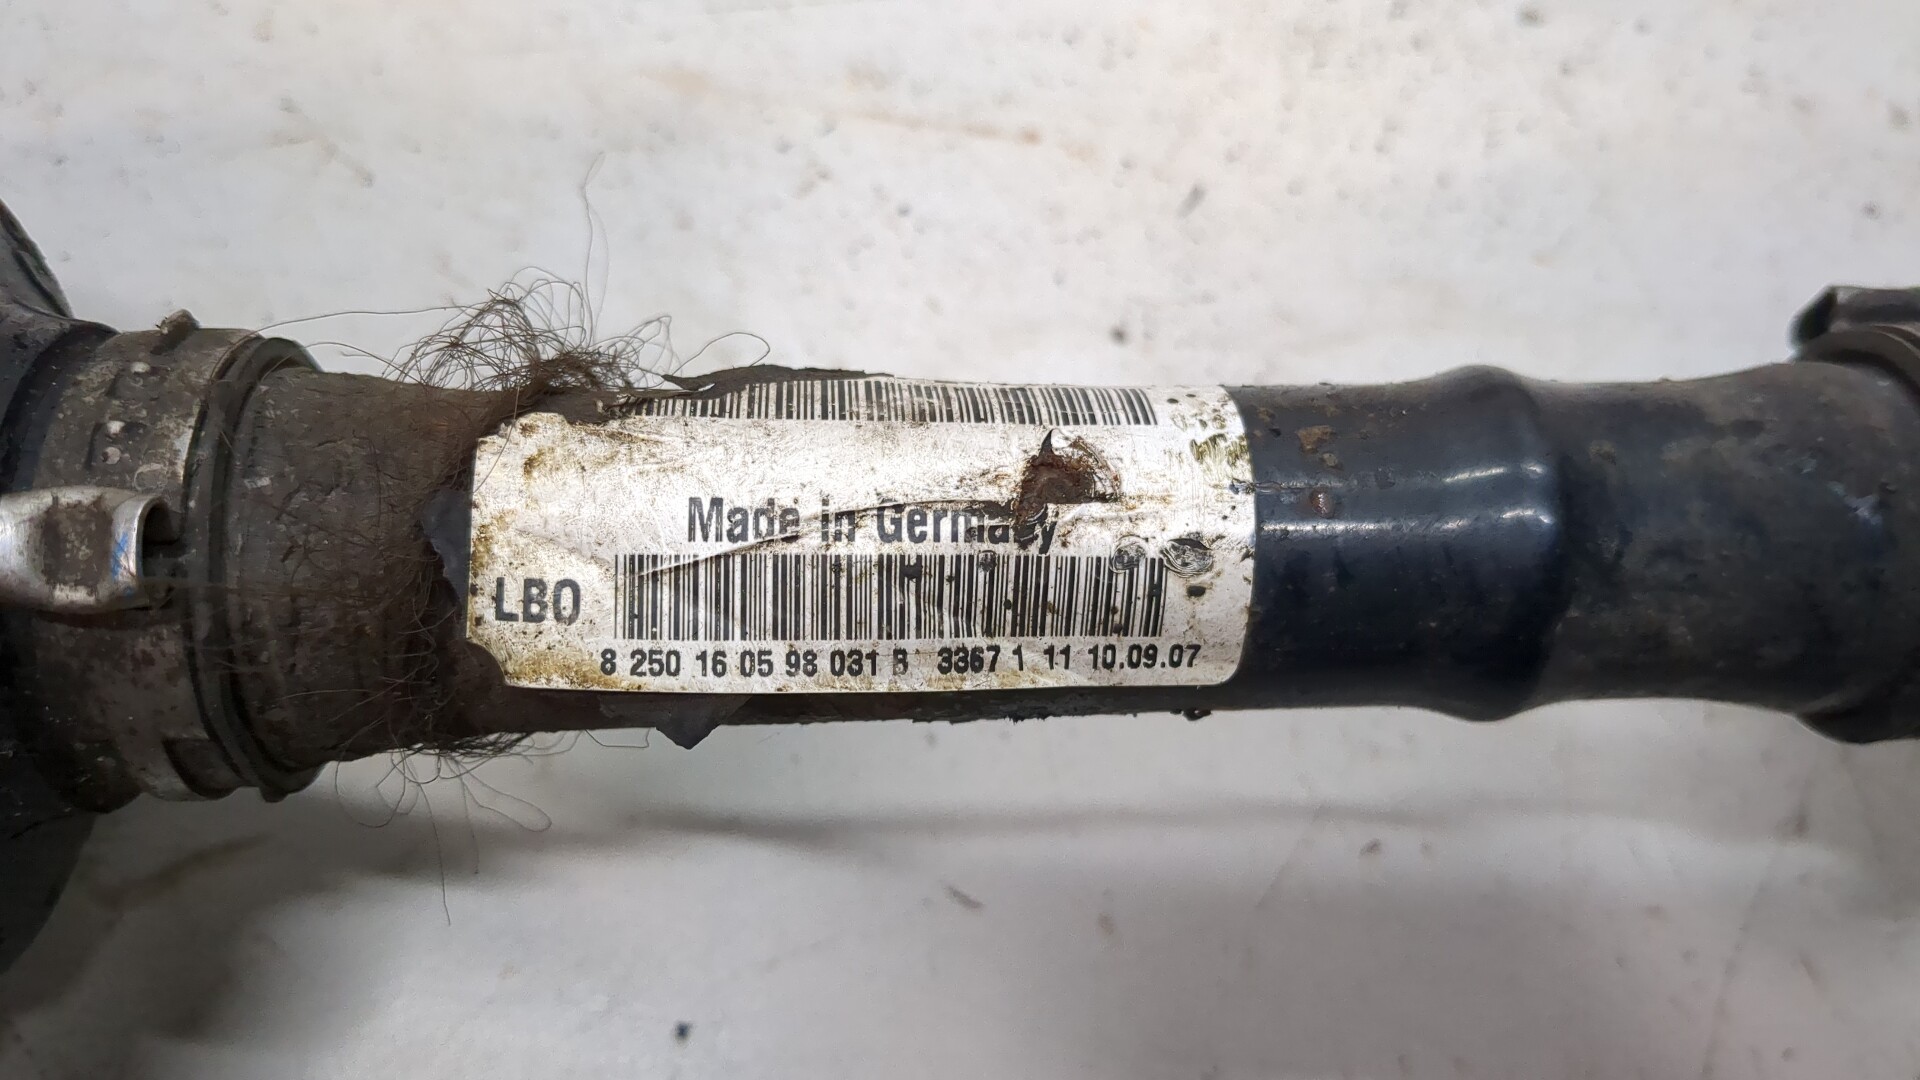 Made in Germany
LBO
8 250 16 05 98 031 B 3367 1 11 10.09.07